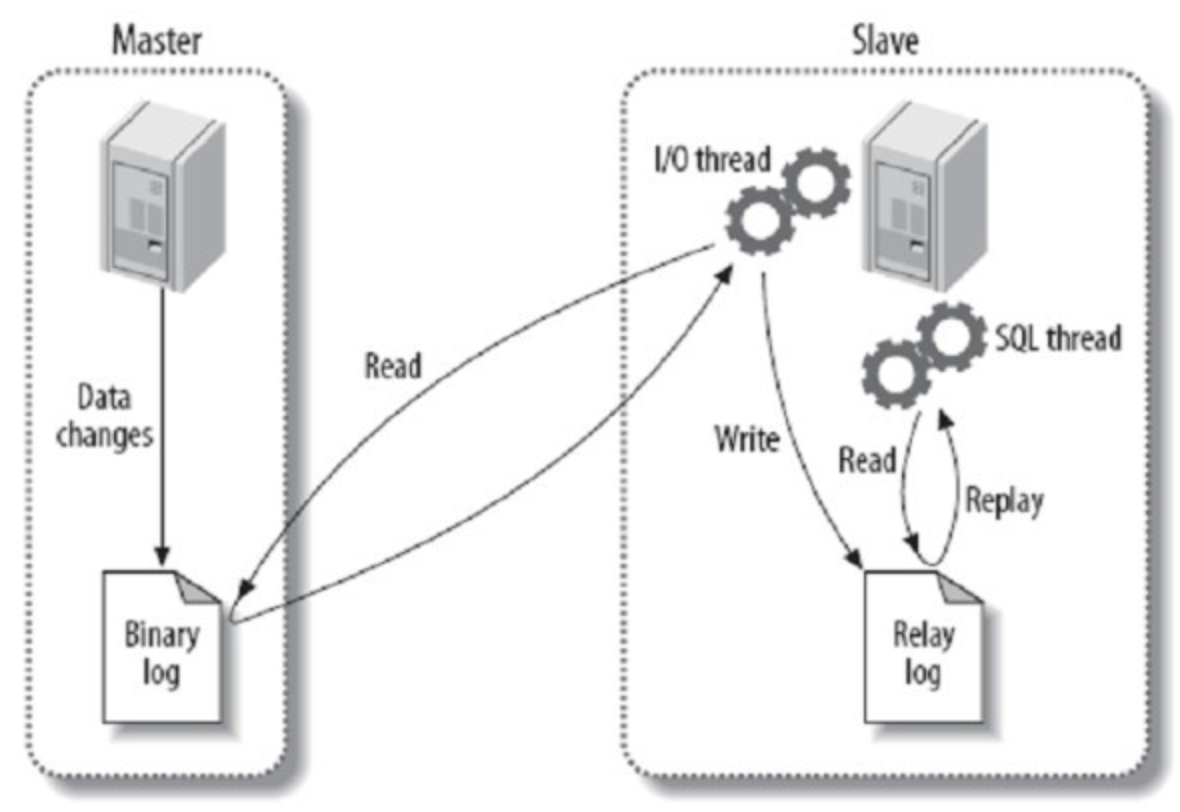 Master
Slave
I/O thread
SQL thread
Read
Data
changes
Write
Read
Replay
Binary
log
Relay
log